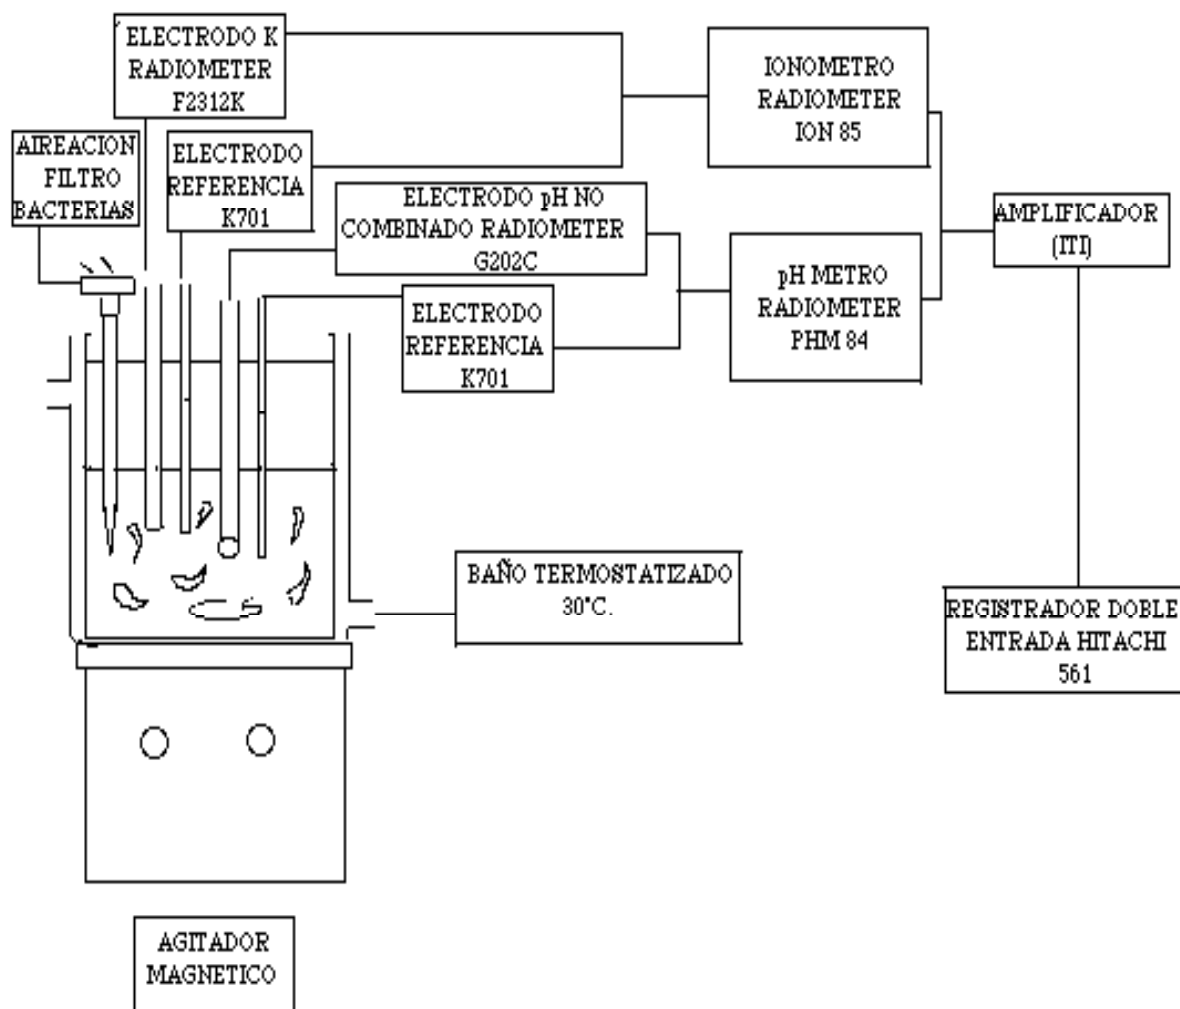 ELECTRODO K
RADIOMETER
F2312K
IONOMETRO
RADIOMETER
ION 85
AIREACION
FILTRO
BACTERIAS
ELECTRODO
REFERENCIA
K701
ELECTRODO pH NO
COMBINADO RADIOMETER
G202C
AMPLIFICADOR
(ITI)
pH METRO
RADIOMETER
PHM 84
ELECTRODO
REFERENCIA
K701
BAÑO TERMOSTATIZADO
30°C.
REGISTRADOR DOBLE
ENTRADA HITACHI
561
AGITADOR
MAGNETICO